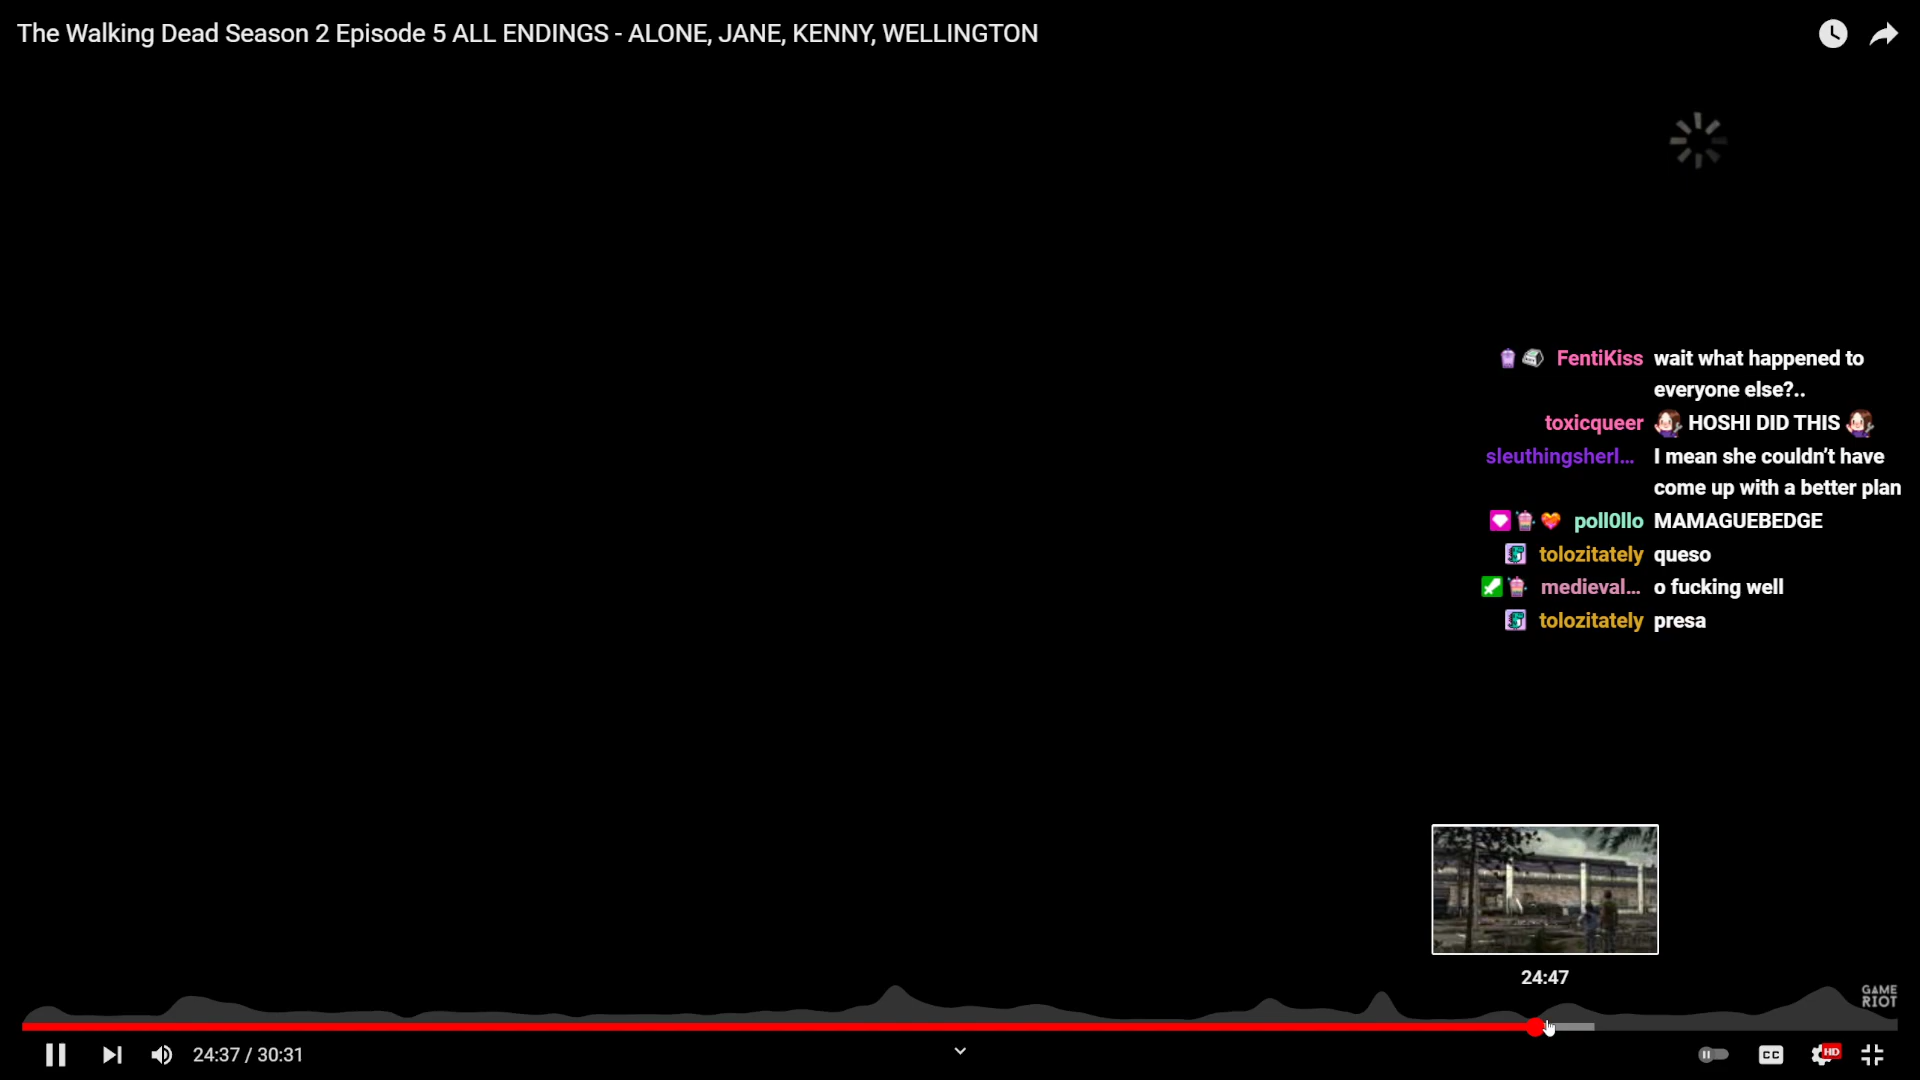 The Walking Dead Season 2 Episode 5 ALL ENDINGS - ALONE, JANE, KENNY, WELLINGTON
FentiKiss wait what happened to
everyone else?..
toxicqueer HOSHI DID THIS
sleuthingsherl... I mean she couldn't have
come up with a better plan
poll0llo MAMAGUEBEDGE
tolozitately queso
medieval... o fucking well
tolozitately presa
24:47
GAME
RIOT
24:37 / 30:31
CC
HD